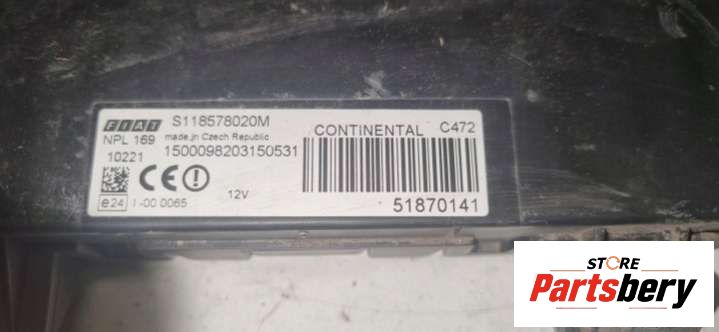 FIAT S118578020M
NPL 169 made in Czech Republic
10221 1500098203150531
CE
12V
e24 I-00 0065
CONTINENTAL C472
51870141
STORE
Partsbery